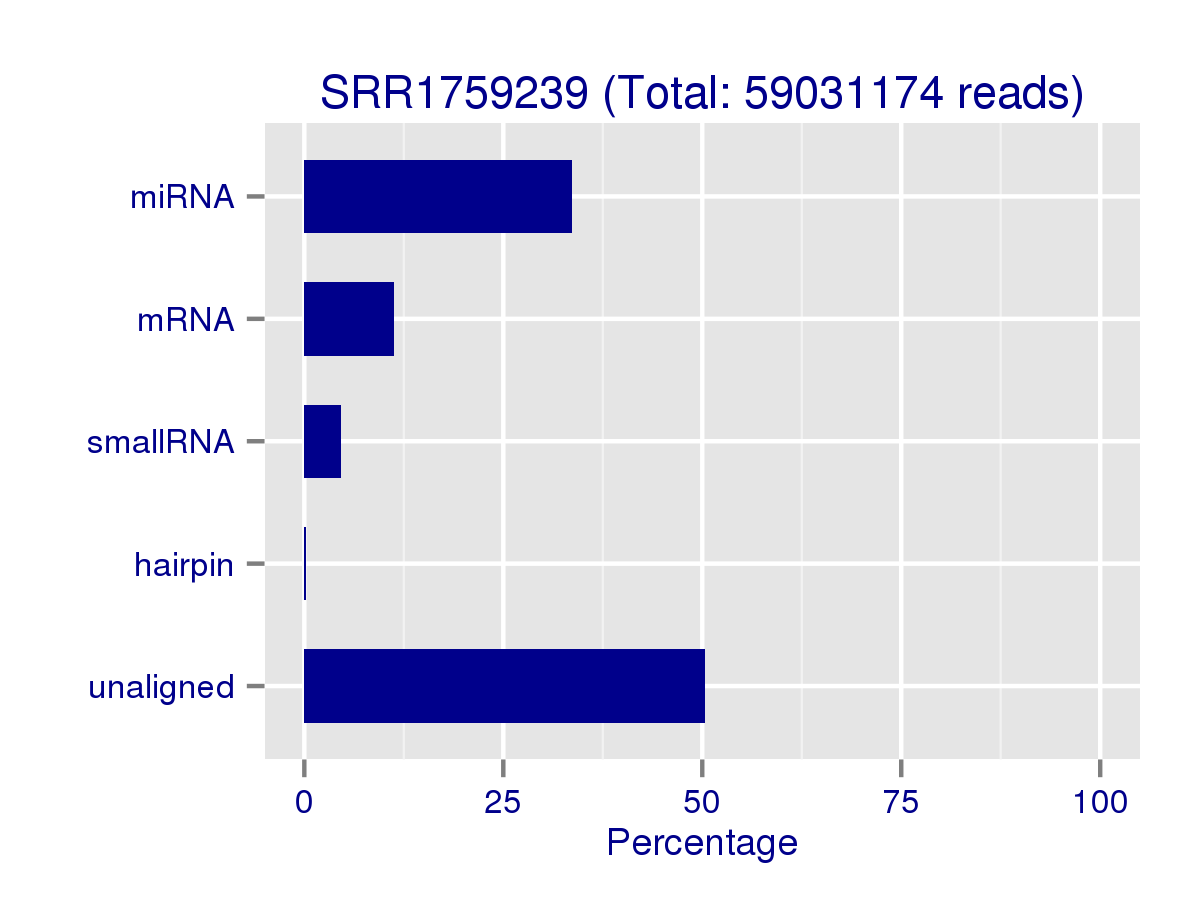 SRR1759239 (Total: 59031174 reads)
miRNA
mRNA
smallRNA
hairpin
unaligned
0 25 50 75 100
Percentage